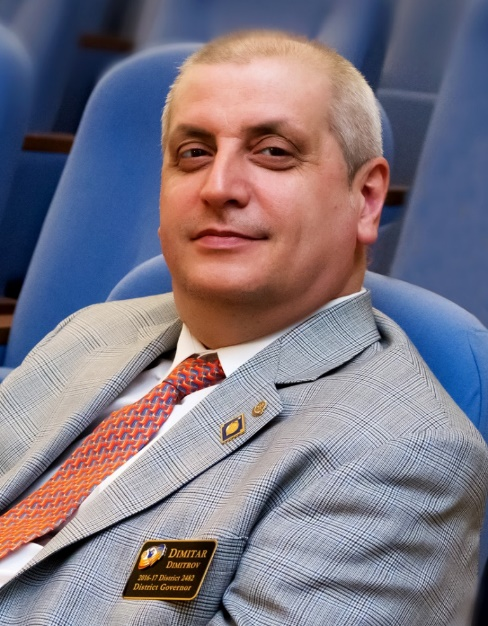 DIMITAR
DIMITROV
2016-17 District 2482
District Governor